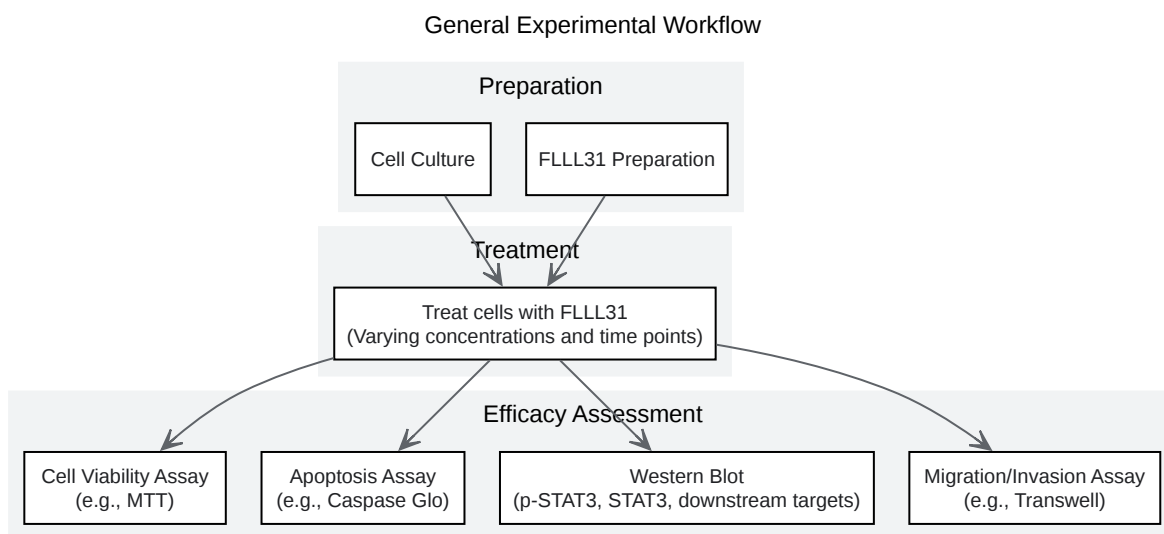 General Experimental Workflow
Preparation
Cell Culture
FLLL31 Preparation
Treatment
Treat cells with FLLL31
(Varying concentrations and time points)
Efficacy Assessment
Cell Viability Assay
(e.g., MTT)
Apoptosis Assay
(e.g., Caspase Glo)
Western Blot
(p-STAT3, STAT3, downstream targets)
Migration/Invasion Assay
(e.g., Transwell)